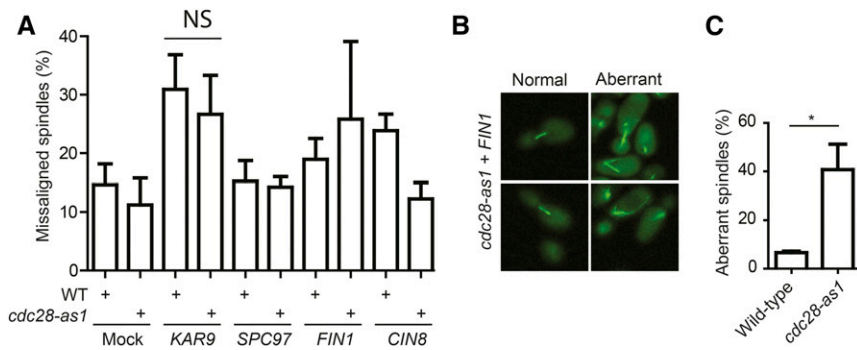 A
NS
Missaligned spindles (%)
40
30
20
10
0
WT + + + + +
cdc28-as1 + + + + +
Mock KAR9 SPC97 FIN1 CIN8
B
Normal Aberrant
cdc28-as1 + FIN1
C
*
Aberrant spindles (%)
60
40
20
0
Wild-type
cdc28-as1